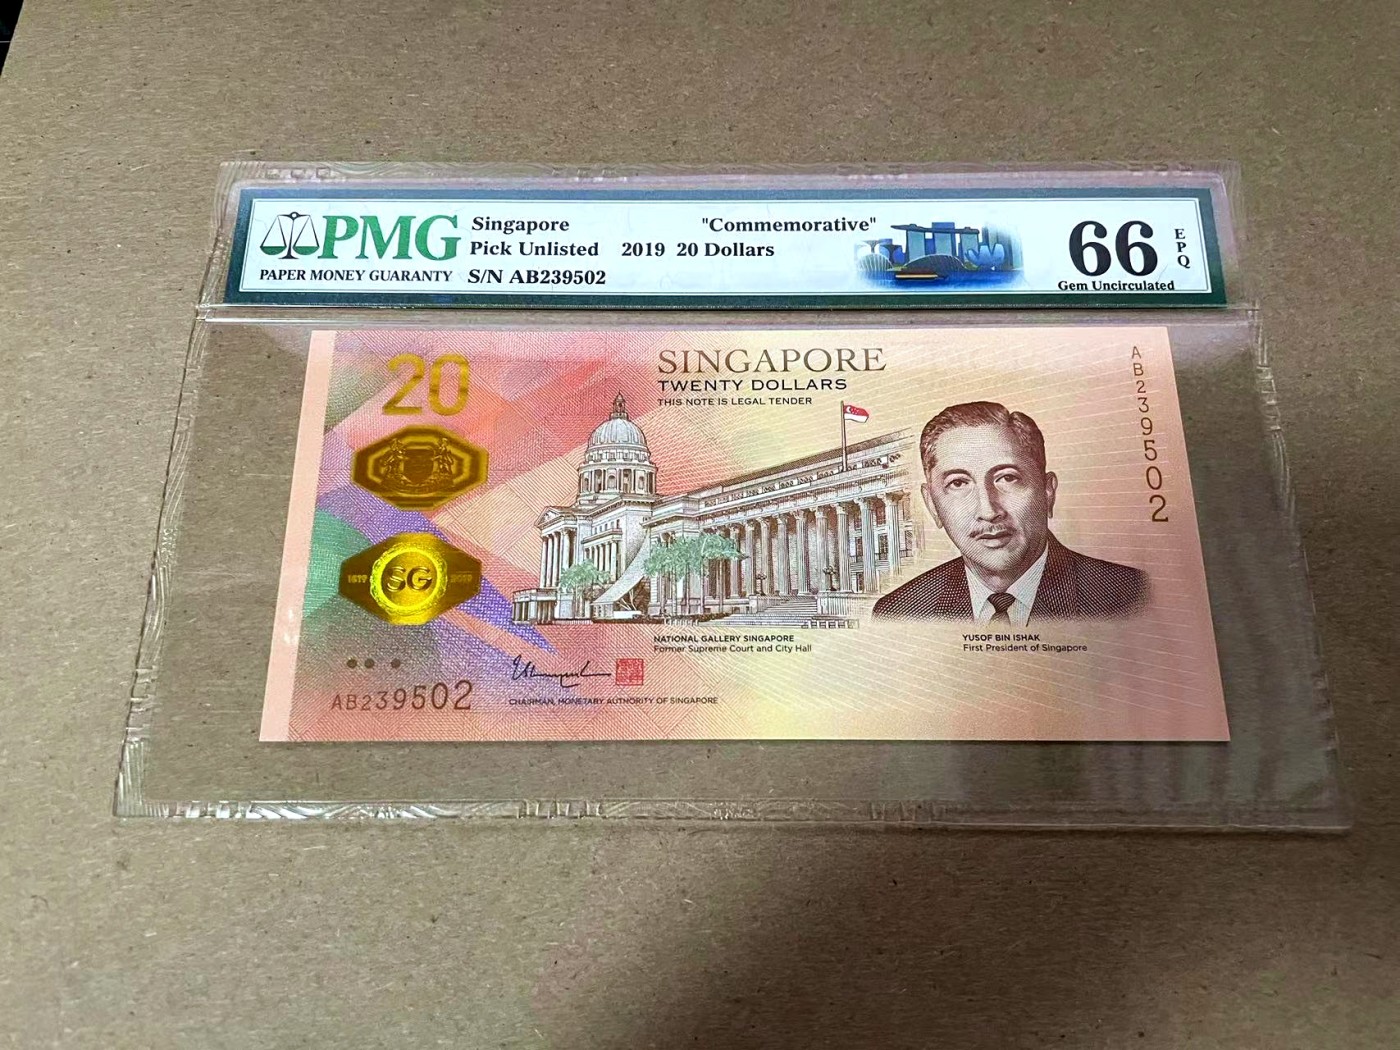 PMG
PAPER MONEY GUARANTY
Singapore "Commemorative"
Pick Unlisted 2019 20 Dollars
S/N AB239502
66
EPQ
Gem Uncirculated
20
SINGAPORE
TWENTY DOLLARS
THIS NOTE IS LEGAL TENDER
AB239502
1819 SG 2019
NATIONAL GALLERY SINGAPORE
Former Supreme Court and City Hall
YUSOF BIN ISHAK
First President of Singapore
AB239502
CHAIRMAN, MONETARY AUTHORITY OF SINGAPORE